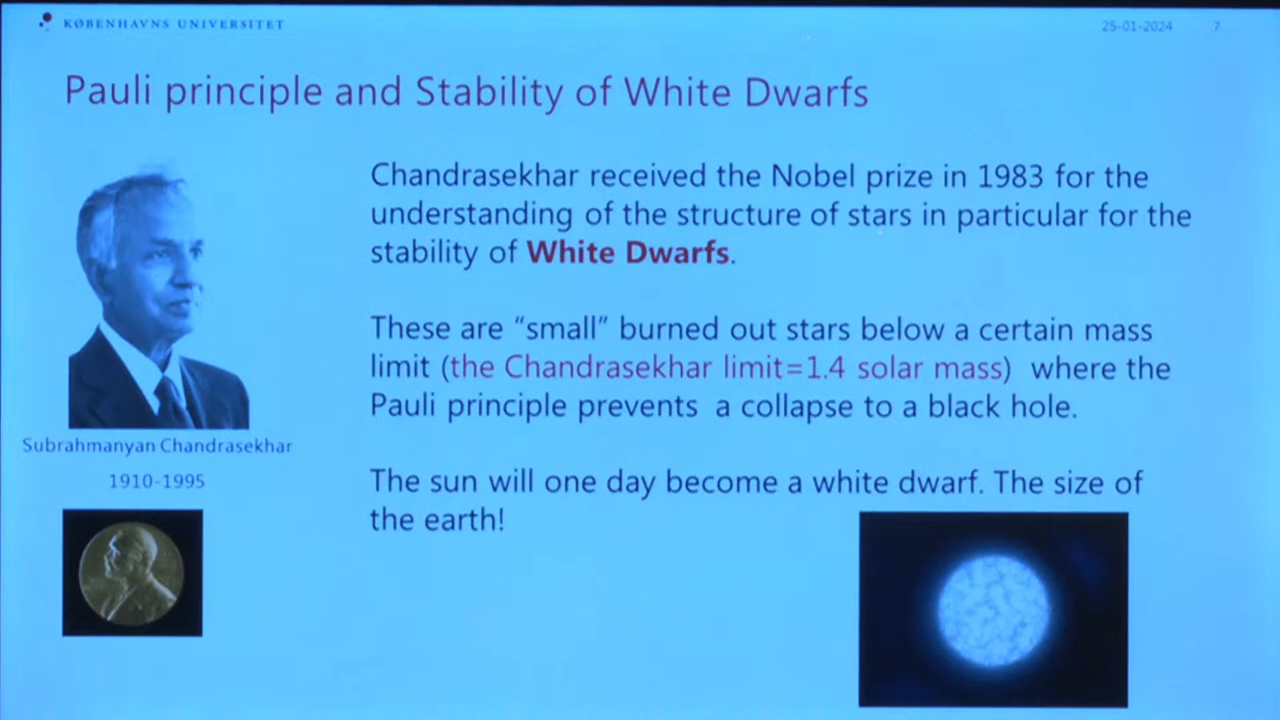 KØBENHAVNS UNIVERSITET
25-01-2024 7
Pauli principle and Stability of White Dwarfs
Chandrasekhar received the Nobel prize in 1983 for the
understanding of the structure of stars in particular for the
stability of White Dwarfs.
These are “small” burned out stars below a certain mass
limit (the Chandrasekhar limit=1.4 solar mass) where the
Pauli principle prevents a collapse to a black hole.
Subrahmanyan Chandrasekhar
1910-1995
The sun will one day become a white dwarf. The size of
the earth!